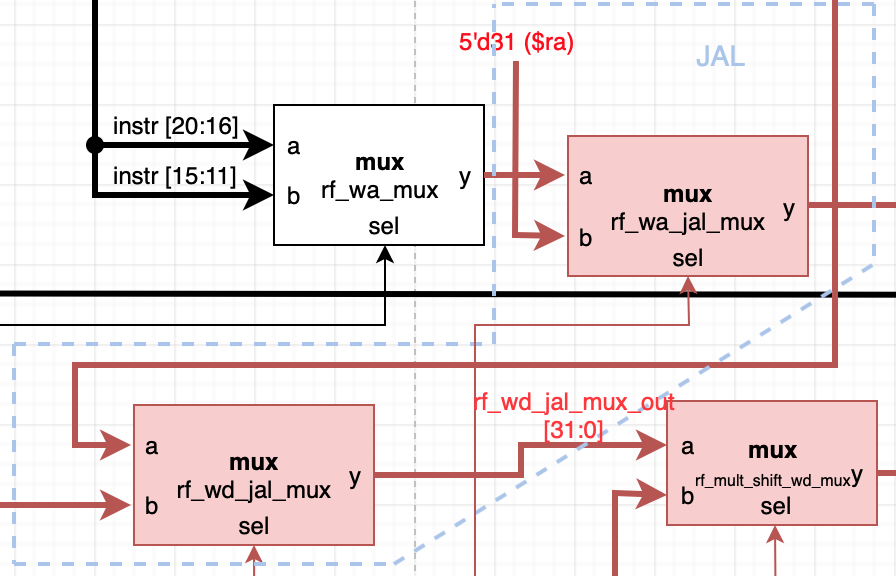 5'd31 ($ra)
JAL
instr [20:16]
instr [15:11]
a
b
mux
rf_wa_mux
sel
y
a
b
mux
rf_wa_jal_mux
sel
y
rf_wd_jal_mux_out
[31:0]
a
b
mux
rf_wd_jal_mux
sel
y
a
b
mux
rf_mult_shift_wd_mux
sel
y